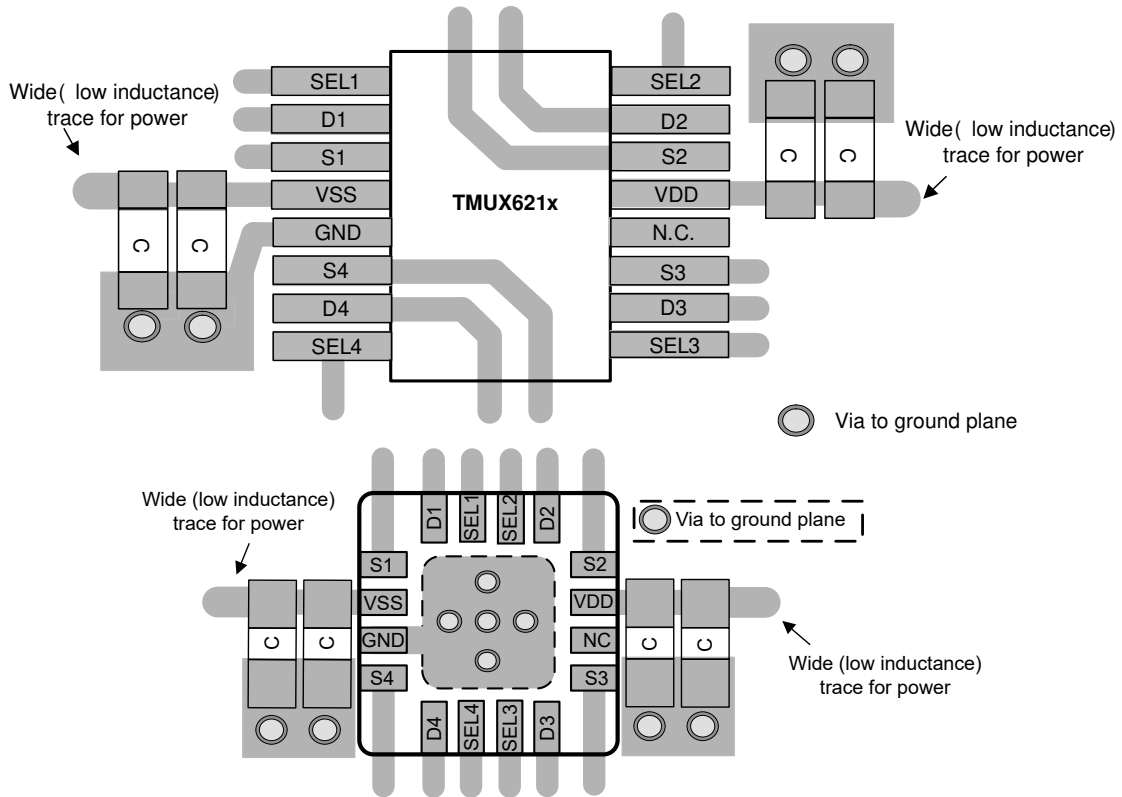 SEL1
SEL2
Wide( low inductance)
trace for power
D1
D2
Wide( low inductance)
trace for power
S1
S2
C
C
VSS
TMUX621x
VDD
C
C
GND
N.C.
S4
S3
D4
D3
SEL4
SEL3
Via to ground plane
Wide (low inductance)
trace for power
D1
SEL1
SEL2
D2
Via to ground plane
S1
S2
VSS
VDD
C
C
GND
NC
C
C
S4
S3
Wide (low inductance)
trace for power
D4
SEL4
SEL3
D3